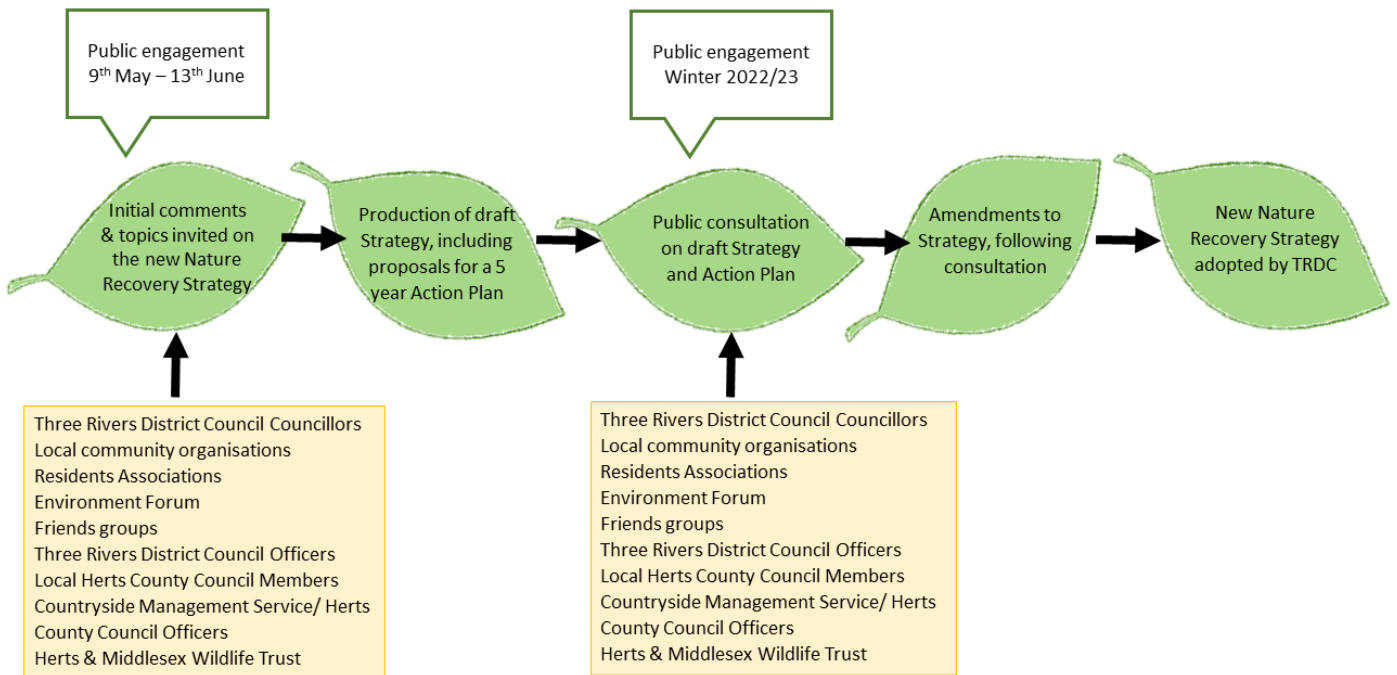 Public engagement
9th May – 13th June
Public engagement
Winter 2022/23
Initial comments
& topics invited on
the new Nature
Recovery Strategy
Production of draft
Strategy, including
proposals for a 5
year Action Plan
Public consultation
on draft Strategy
and Action Plan
Amendments to
Strategy, following
consultation
New Nature
Recovery Strategy
adopted by TRDC
Three Rivers District Council Councillors
Local community organisations
Residents Associations
Environment Forum
Friends groups
Three Rivers District Council Officers
Local Herts County Council Members
Countryside Management Service/ Herts
County Council Officers
Herts & Middlesex Wildlife Trust
Three Rivers District Council Councillors
Local community organisations
Residents Associations
Environment Forum
Friends groups
Three Rivers District Council Officers
Local Herts County Council Members
Countryside Management Service/ Herts
County Council Officers
Herts & Middlesex Wildlife Trust